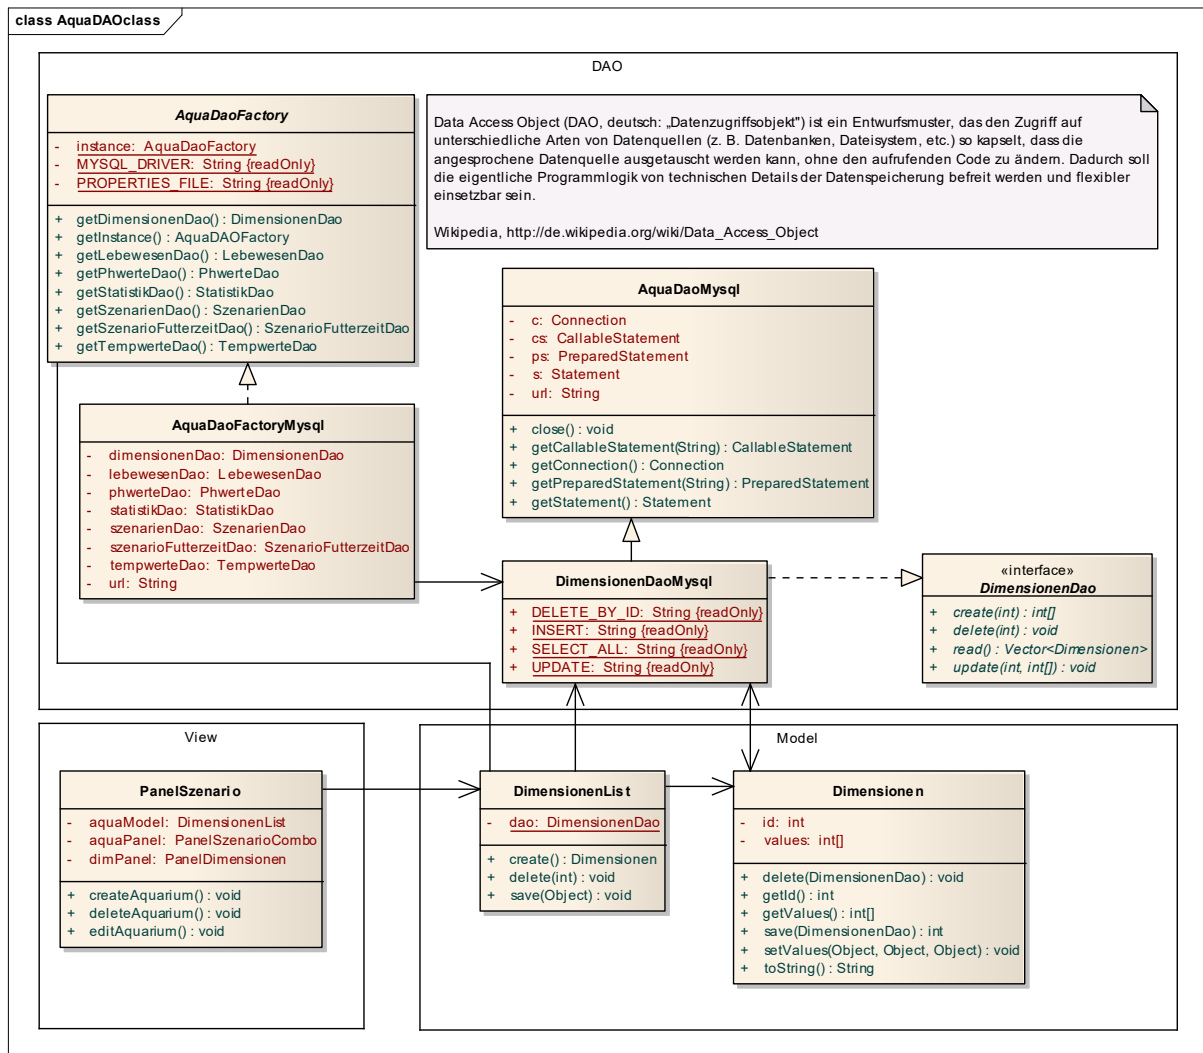 class AquaDAOclass
DAO
AquaDaoFactory
- instance: AquaDaoFactory
- MYSQL_DRIVER: String {readOnly}
- PROPERTIES_FILE: String {readOnly}
+ getDimensionenDao() : DimensionenDao
+ getInstance() : AquaDAOFactory
+ getLebewesenDao() : LebewesenDao
+ getPhwerteDao() : PhwerteDao
+ getStatistikDao() : StatistikDao
+ getSzenarienDao() : SzenarienDao
+ getSzenarioFutterzeitDao() : SzenarioFutterzeitDao
+ getTempwerteDao() : TempwerteDao
Data Access Object (DAO, deutsch: „Datenzugriffsobjekt") ist ein Entwurfsmuster, das den Zugriff auf
unterschiedliche Arten von Datenquellen (z. B. Datenbanken, Dateisystem, etc.) so kapselt, dass die
angesprochene Datenquelle ausgetauscht werden kann, ohne den aufrufenden Code zu ändern. Dadurch soll
die eigentliche Programmlogik von technischen Details der Datenspeicherung befreit werden und flexibler
einsetzbar sein.
Wikipedia, http://de.wikipedia.org/wiki/Data_Access_Object
AquaDaoMysql
- c: Connection
- cs: CallableStatement
- ps: PreparedStatement
- s: Statement
- url: String
+ close() : void
+ getCallableStatement(String) : CallableStatement
+ getConnection() : Connection
+ getPreparedStatement(String) : PreparedStatement
+ getStatement() : Statement
AquaDaoFactoryMysql
- dimensionenDao: DimensionenDao
- lebewesenDao: LebewesenDao
- phwerteDao: PhwerteDao
- statistikDao: StatistikDao
- szenarienDao: SzenarienDao
- szenarioFutterzeitDao: SzenarioFutterzeitDao
- tempwerteDao: TempwerteDao
- url: String
DimensionenDaoMysql
+ DELETE_BY_ID: String {readOnly}
+ INSERT: String {readOnly}
+ SELECT_ALL: String {readOnly}
+ UPDATE: String {readOnly}
«interface»
DimensionenDao
+ create(int) : int[]
+ delete(int) : void
+ read() : Vector<Dimensionen>
+ update(int, int[]) : void
View
PanelSzenario
- aquaModel: DimensionenList
- aquaPanel: PanelSzenarioCombo
- dimPanel: PanelDimensionen
+ createAquarium() : void
+ deleteAquarium() : void
+ editAquarium() : void
Model
DimensionenList
- dao: DimensionenDao
+ create() : Dimensionen
+ delete(int) : void
+ save(Object) : void
Dimensionen
- id: int
- values: int[]
+ delete(DimensionenDao) : void
+ getId() : int
+ getValues() : int[]
+ save(DimensionenDao) : int
+ setValues(Object, Object, Object) : void
+ toString() : String